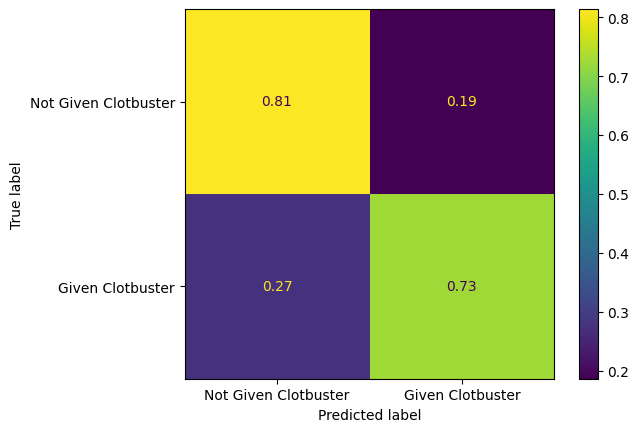 True label
Not Given Clotbuster
0.81
0.19
Given Clotbuster
0.27
0.73
Not Given Clotbuster
Given Clotbuster
Predicted label
0.8
0.7
0.6
0.5
0.4
0.3
0.2